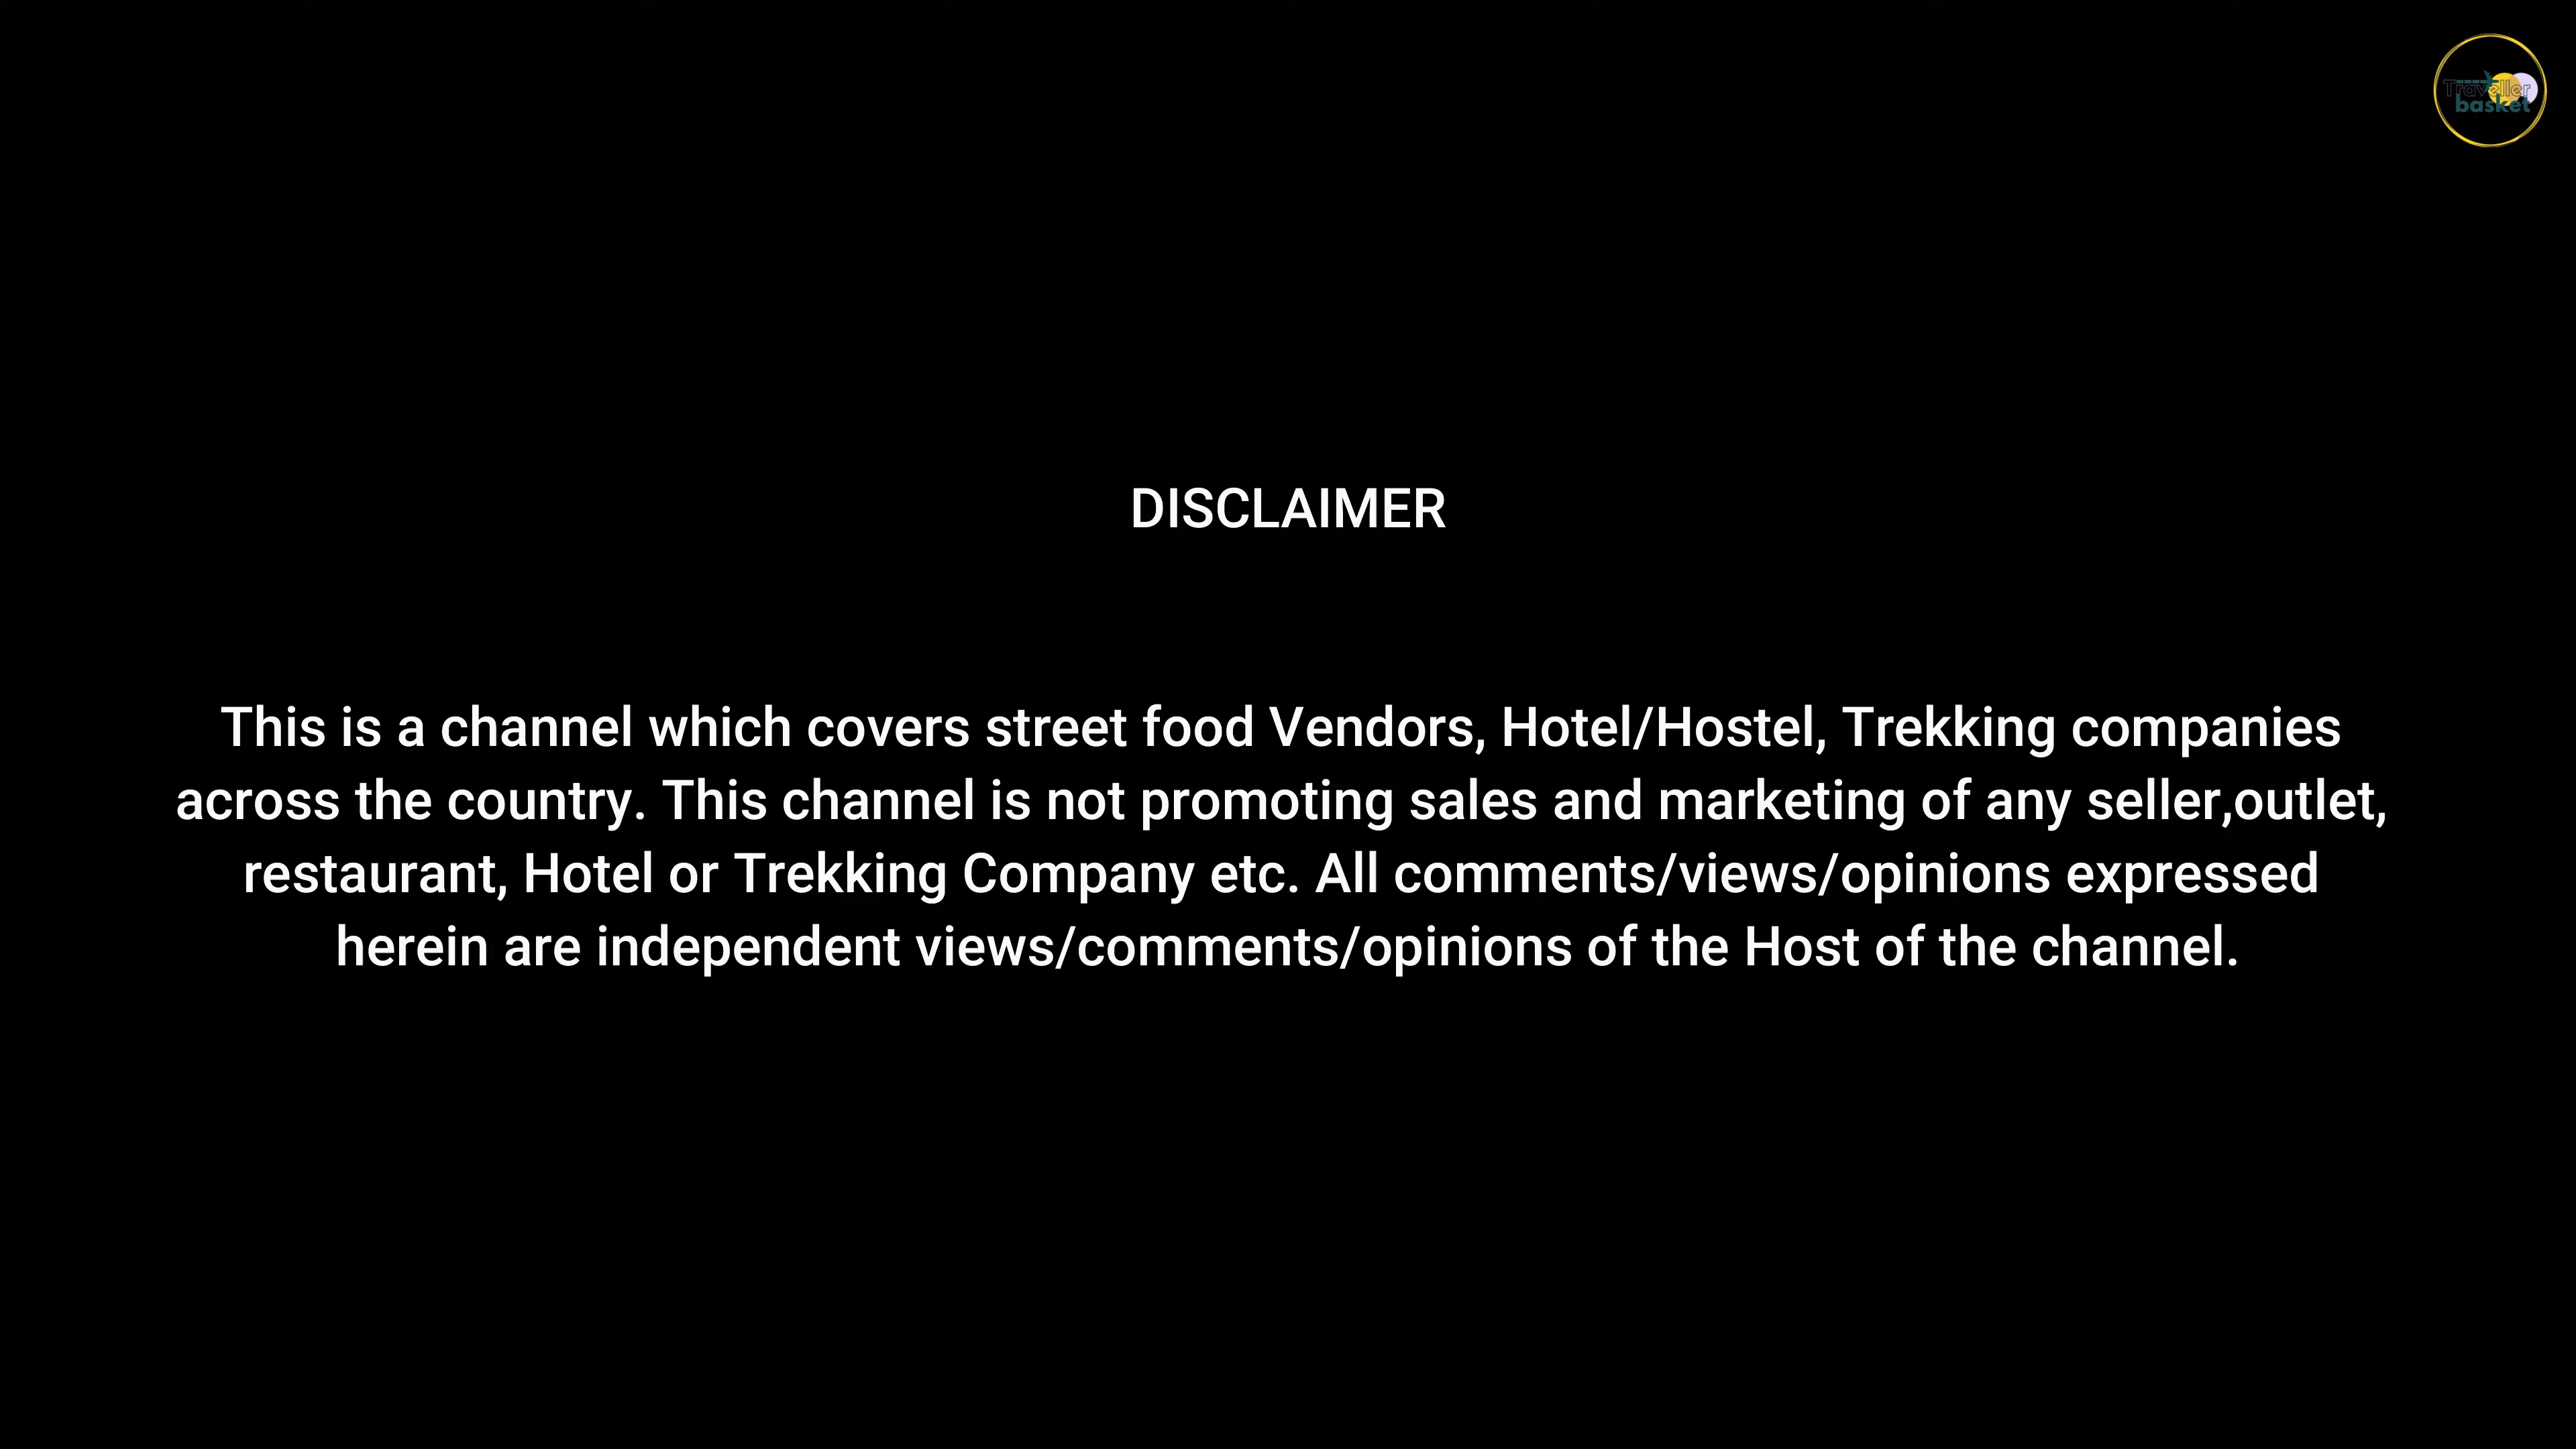 Traveller
basket
DISCLAIMER
This is a channel which covers street food Vendors, Hotel/Hostel, Trekking companies
across the country. This channel is not promoting sales and marketing of any seller,outlet,
restaurant, Hotel or Trekking Company etc. All comments/views/opinions expressed
herein are independent views/comments/opinions of the Host of the channel.